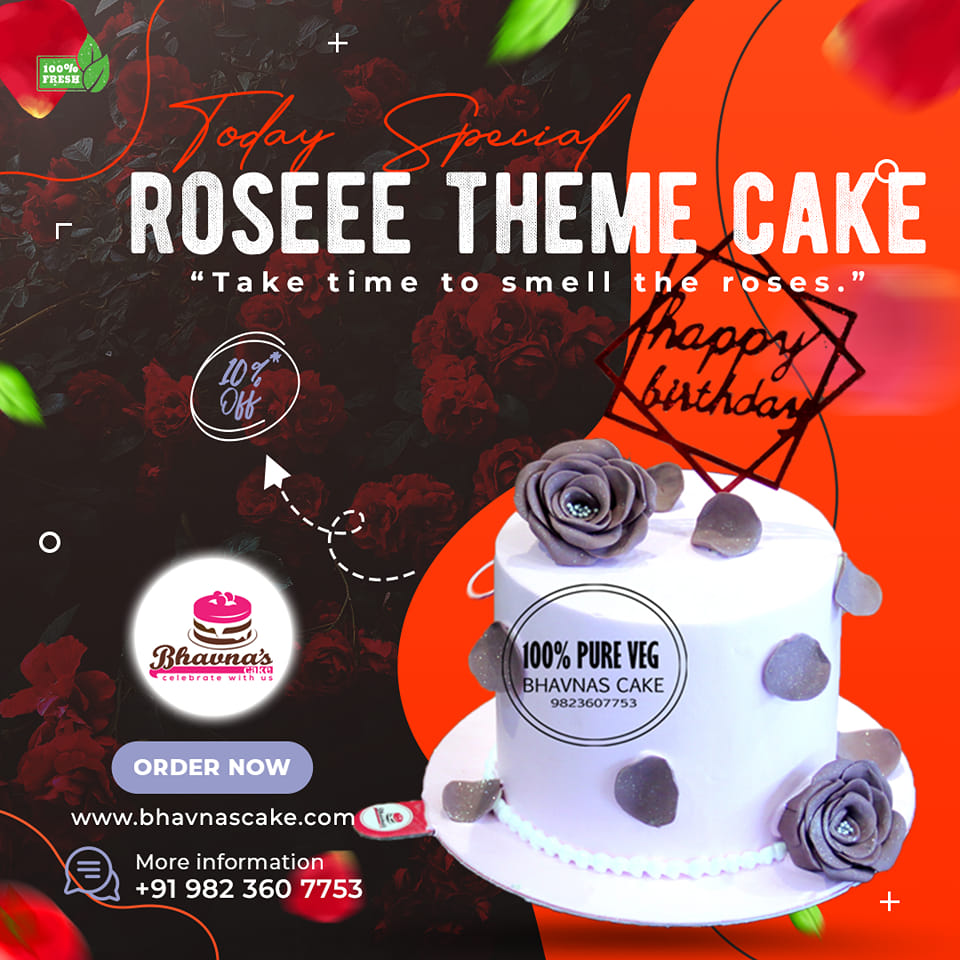 100%
FRESH
Today Special
ROSEEE THEME CAKE
“Take time to smell the roses.”
10%*
Off
happy
birthday
100% PURE VEG
BHAVNAS CAKE
9823607753
Bhavna's
cake
celebrate with us
ORDER NOW
www.bhavnascake.com
More information
+91 982 360 7753